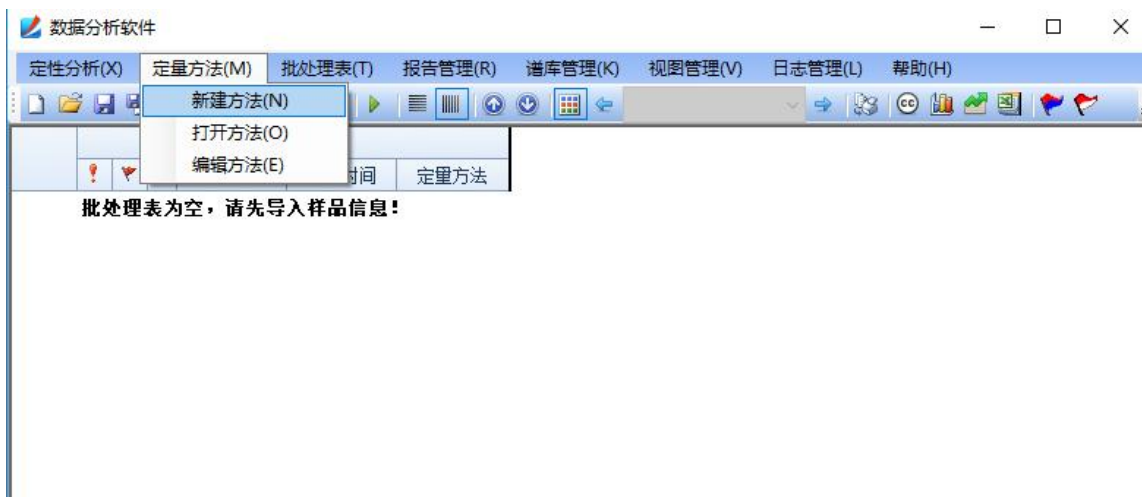 数据分析软件
定性分析(X) 定量方法(M) 批处理表(T) 报告管理(R) 谱库管理(K) 视图管理(V) 日志管理(L) 帮助(H)
新建方法(N)
打开方法(O)
编辑方法(E)
时间 定量方法
批处理表为空，请先导入样品信息！